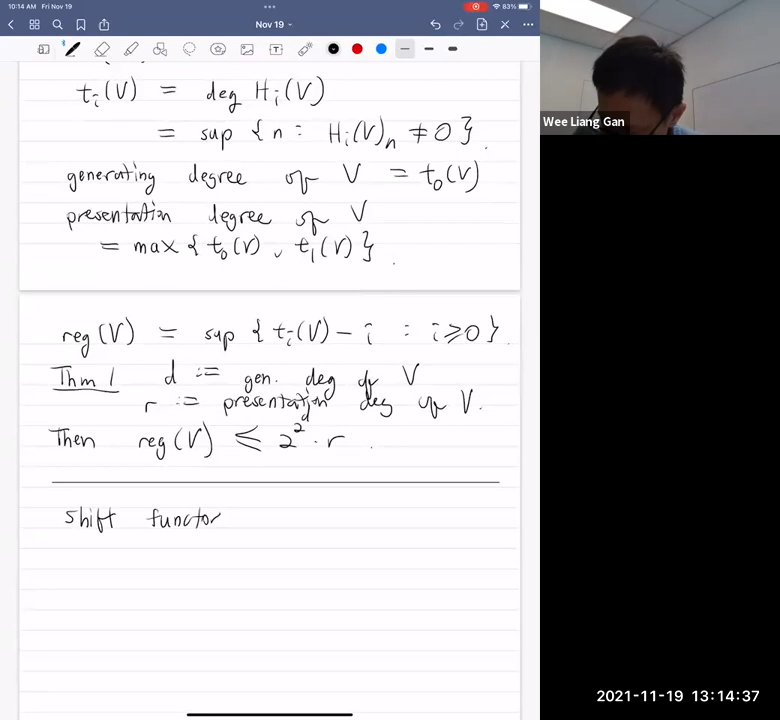 10:14 AM Fri Nov 19
83%
Nov 19
t_i(V) = deg H_i(V)
= sup { n : H_i(V)_n ≠ 0 }.
generating degree of V = t_0(V)
presentation degree of V
= max { t_0(V), t_1(V) }.
reg(V) = sup { t_i(V) - i : i ≥ 0 }.
Thm 1 d := gen. deg of V
r := presentation deg of V.
Then reg(V) ≤ 2^{2^d} · r.
Shift functor
Wee Liang Gan
2021-11-19 13:14:37